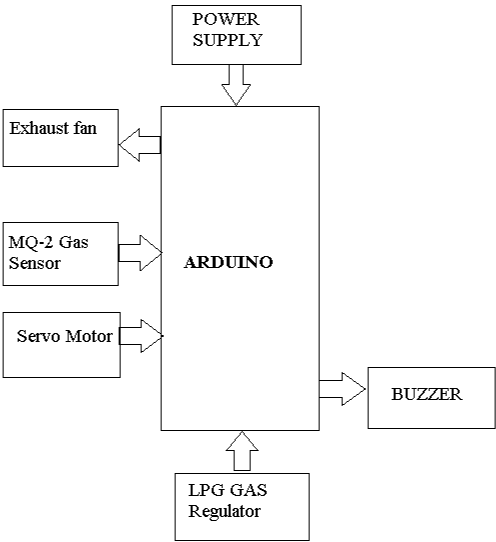 POWER
SUPPLY
Exhaust fan
MQ-2 Gas
Sensor
ARDUINO
Servo Motor
BUZZER
LPG GAS
Regulator